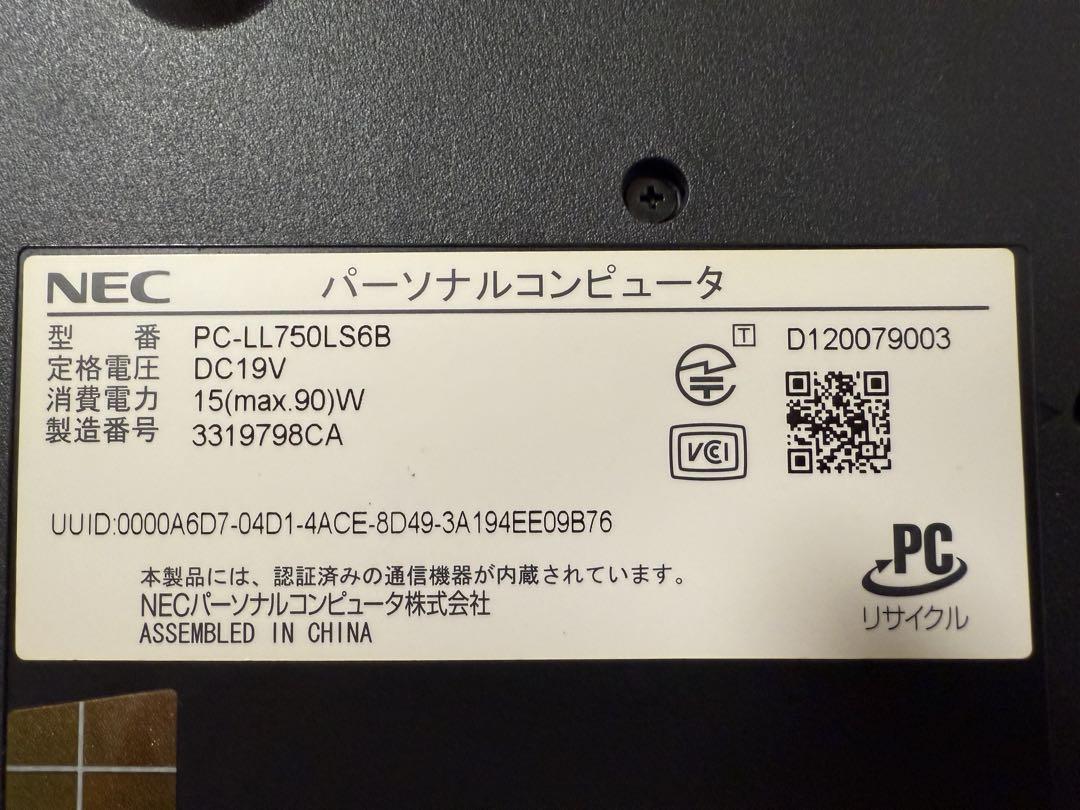 NEC パーソナルコンピュータ
型 番 PC-LL750LS6B
定格電圧 DC19V
消費電力 15(max.90)W
製造番号 3319798CA
T D120079003
VCI
UUID:0000A6D7-04D1-4ACE-8D49-3A194EE09B76
本製品には、認証済みの通信機器が内蔵されています。
NECパーソナルコンピュータ株式会社
ASSEMBLED IN CHINA
PC
リサイクル